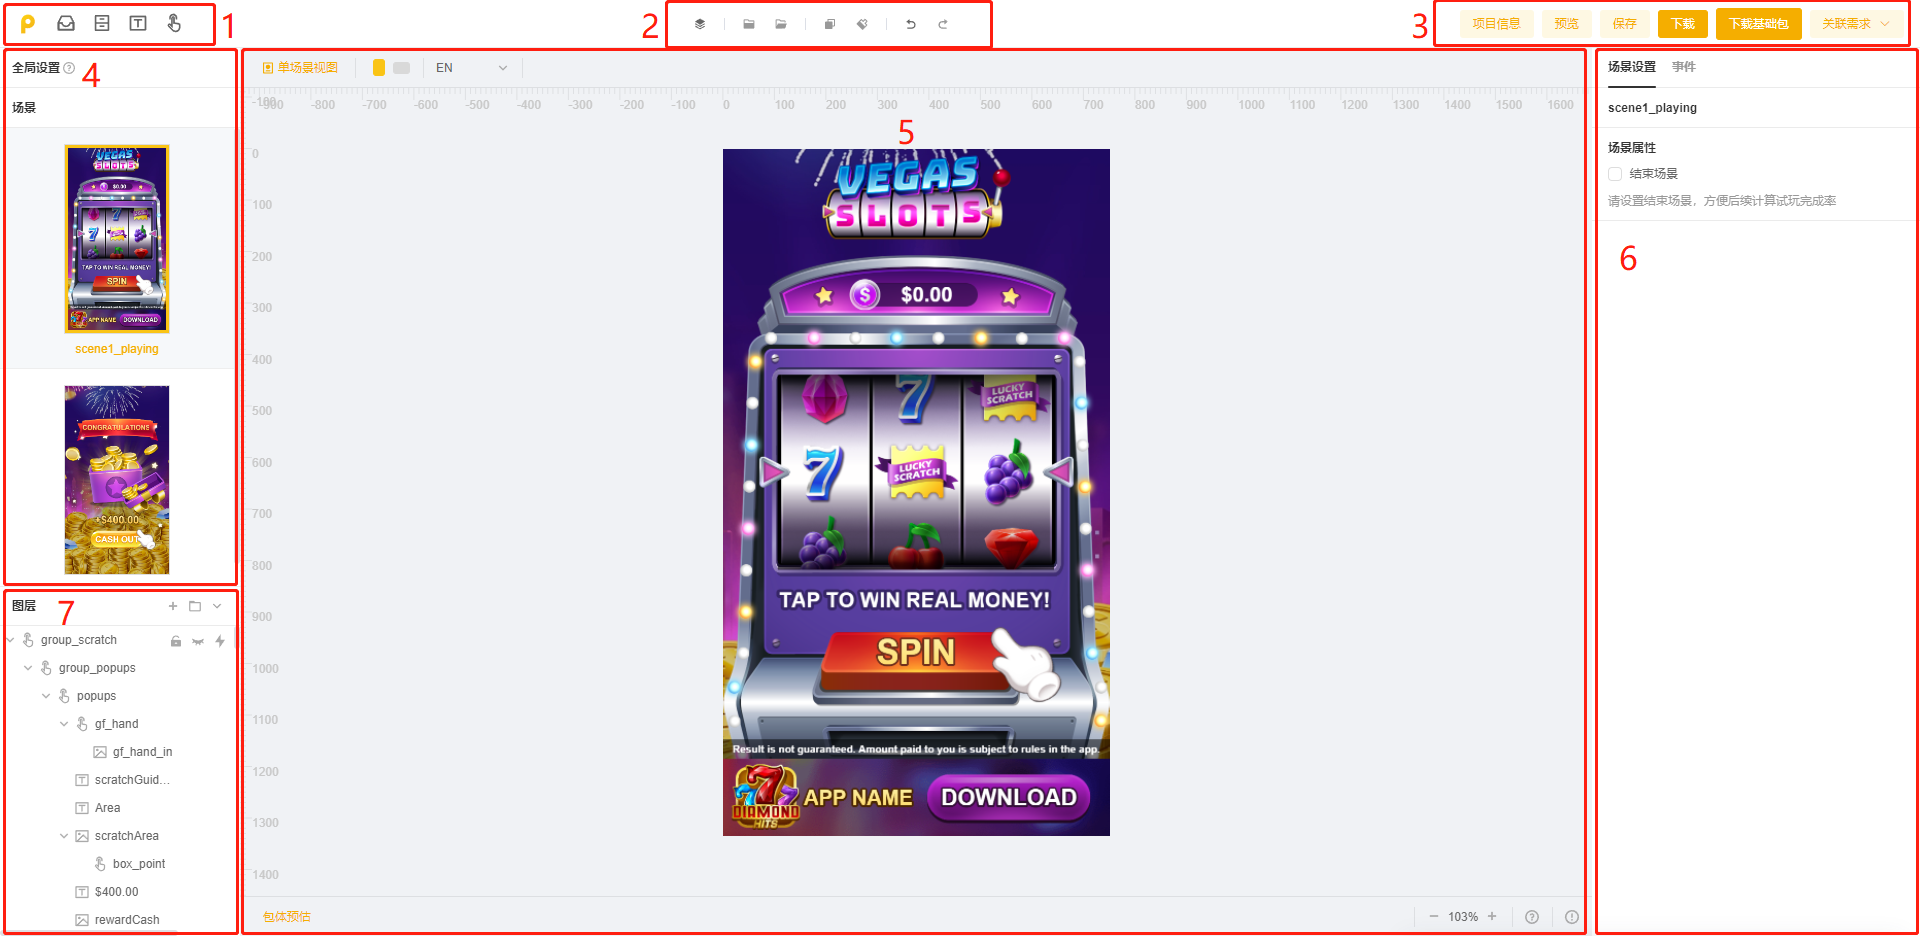 1
2
3
项目信息
预览
保存
下载
下载基础包
关联需求
全局设置
4
场景
TAP TO WIN REAL MONEY!
SPIN
$0.00
APP NAME
DOWNLOAD
scene1_playing
CONGRATULATIONS
+$400.00
CASH OUT
7
图层
group_scratch
group_popups
popups
gf_hand
gf_hand_in
scratchGuid...
Area
scratchArea
box_point
$400.00
rewardCash
单场景视图
EN
-900 -800 -700 -600 -500 -400 -300 -200 -100 0 100 200 300 400 500 600 700 800 900 1000 1100 1200 1300 1400 1500 1600
-100
0
100
200
300
400
500
600
700
800
900
1000
1100
1200
1300
1400
5
VEGAS
SLOTS
$ $0.00
7
LUCKY
SCRATCH
7
LUCKY
SCRATCH
TAP TO WIN REAL MONEY!
SPIN
Result is not guaranteed. Amount paid to you is subject to rules in the app.
777
DIAMOND
HITS
APP NAME
DOWNLOAD
包体预估
103%
场景设置
事件
scene1_playing
场景属性
结束场景
请设置结束场景，方便后续计算试玩完成率
6